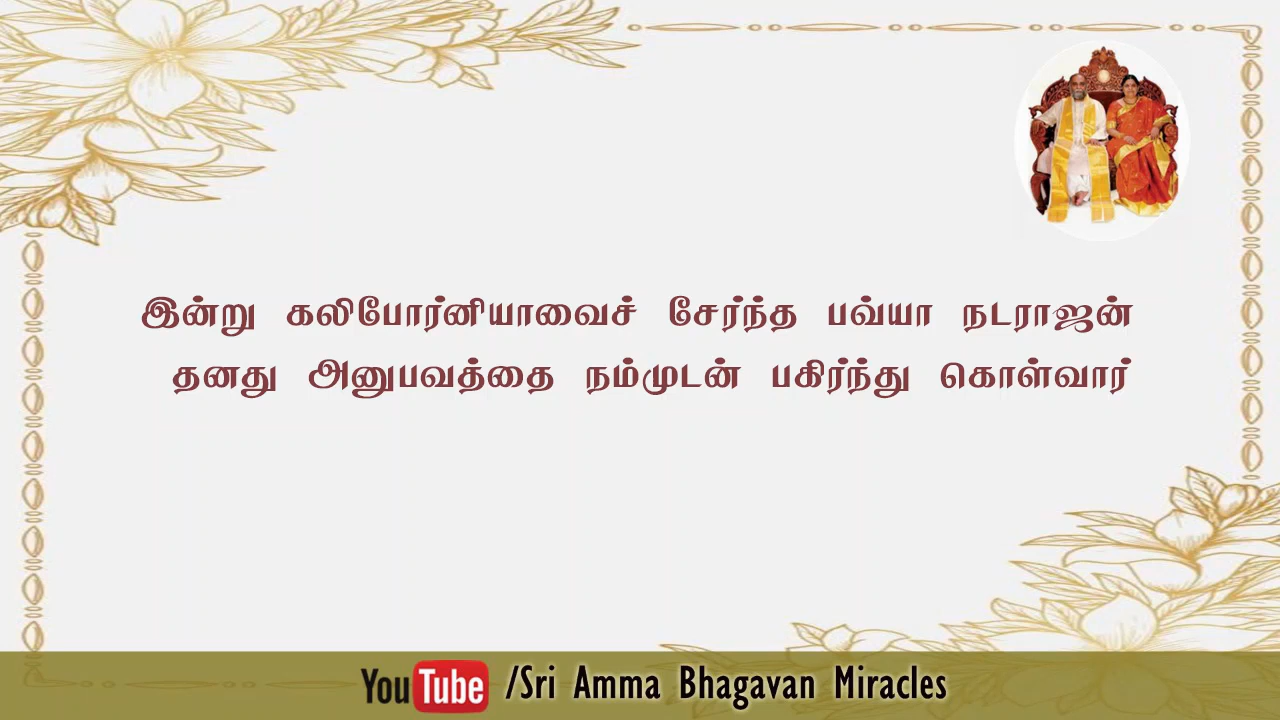 இன்று கலிபோர்னியாவைச் சேர்ந்த பவ்யா நடராஜன்
தனது அனுபவத்தை நம்முடன் பகிர்ந்து கொள்வார்
YouTube /Sri Amma Bhagavan Miracles